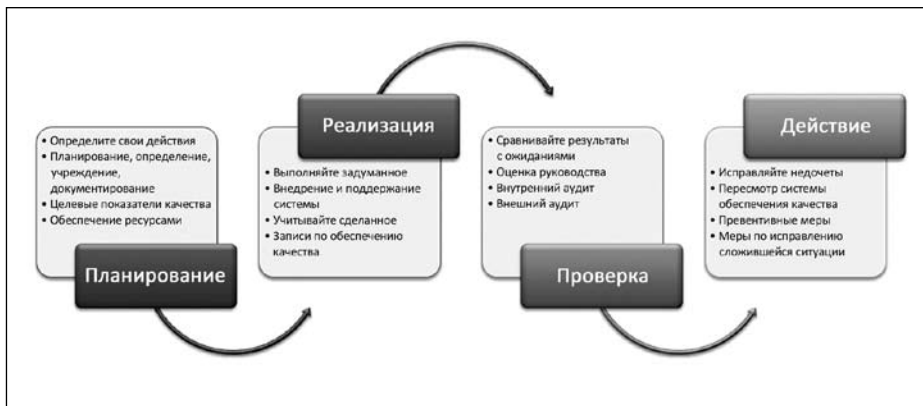 • Определите свои действия
• Планирование, определение,
учреждение,
документирование
• Целевые показатели качества
• Обеспечение ресурсами
Планирование
Реализация
• Выполняйте задуманное
• Внедрение и поддержание
системы
• Учитывайте сделанное
• Записи по обеспечению
качества
• Сравнивайте результаты
с ожиданиями
• Оценка руководства
• Внутренний аудит
• Внешний аудит
Проверка
Действие
• Исправляйте недочеты
• Пересмотр системы
обеспечения качества
• Превентивные меры
• Меры по исправлению
сложившейся ситуации